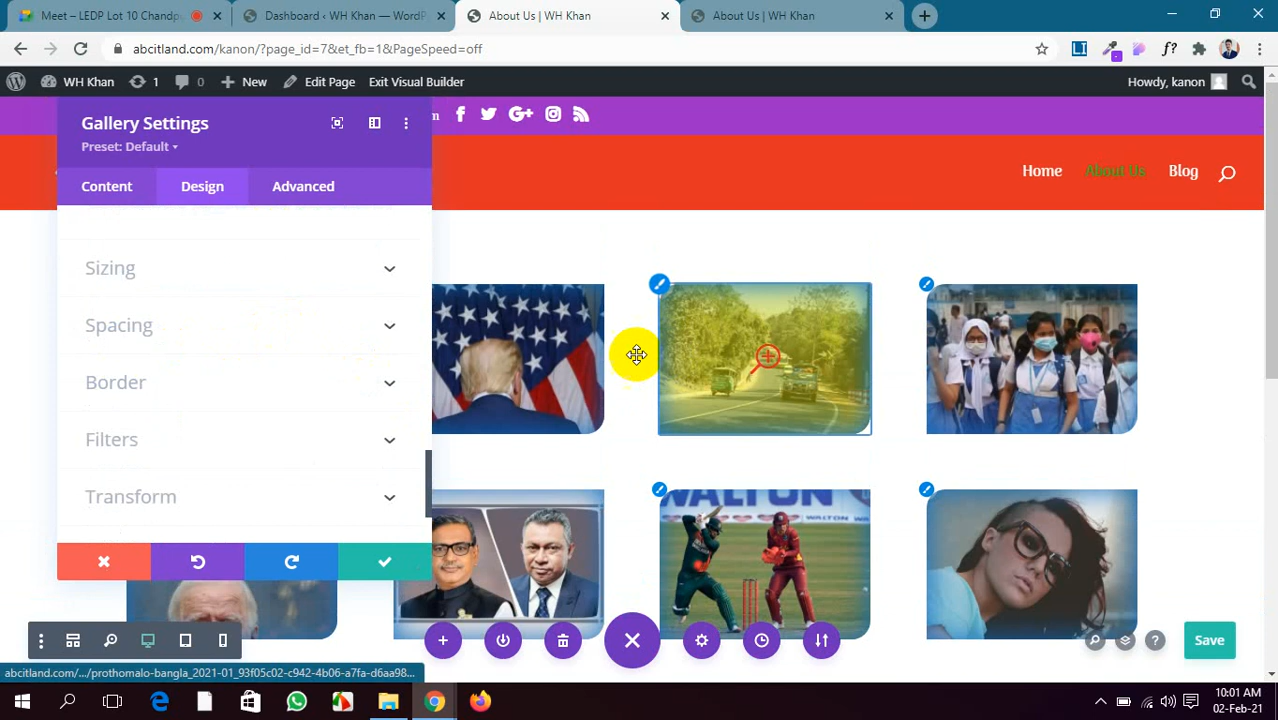 Meet – LEDP Lot 10 Chandp
Dashboard ‹ WH Khan — WordP
About Us | WH Khan
About Us | WH Khan
abcitland.com/kanon/?page_id=7&et_fb=1&PageSpeed=off
WH Khan
1
New
Edit Page
Exit Visual Builder
Howdy, kanon
m
Gallery Settings
Preset: Default
Content
Design
Advanced
Home
About Us
Blog
Sizing
Spacing
Border
Filters
Transform
WALTON
WALTON
Save
abcitland.com/.../prothomalo-bangla_2021-01_93f05c02-c942-4b06-a7fa-d6aa98...
10:01 AM
02-Feb-21